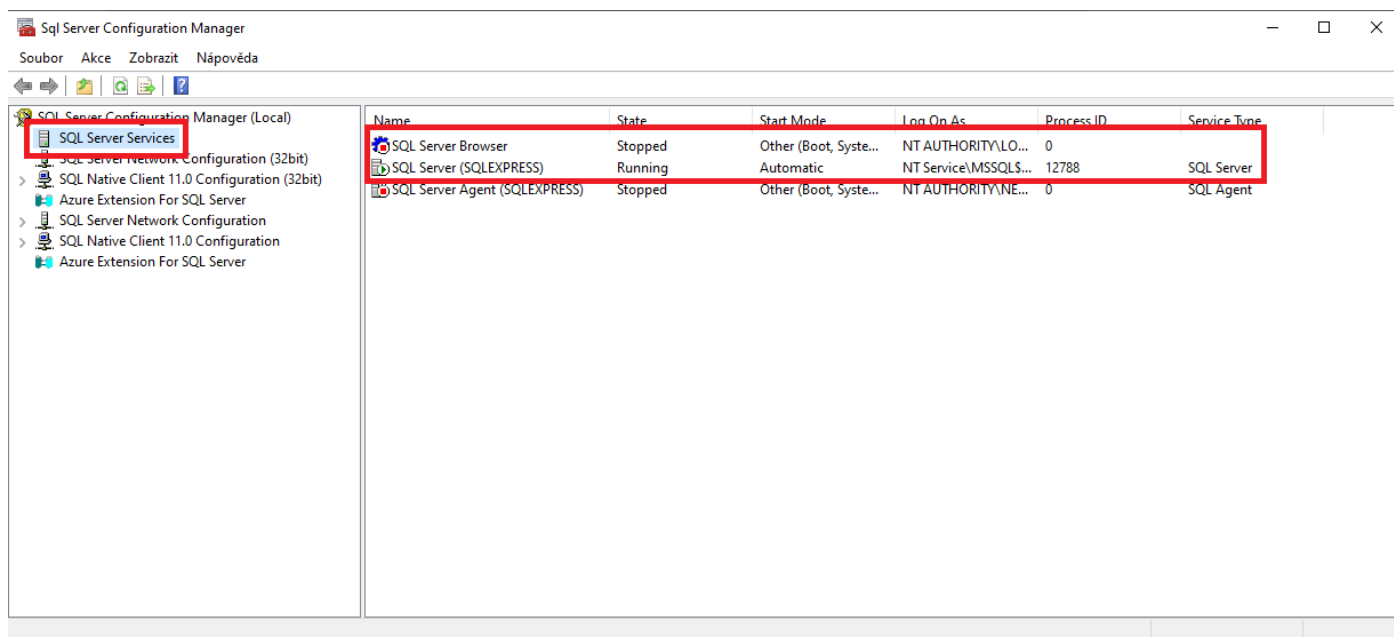 Sql Server Configuration Manager
Soubor Akce Zobrazit Nápověda
SQL Server Configuration Manager (Local)
SQL Server Services
SQL Server Network Configuration (32bit)
SQL Native Client 11.0 Configuration (32bit)
Azure Extension For SQL Server
SQL Server Network Configuration
SQL Native Client 11.0 Configuration
Azure Extension For SQL Server
Name State Start Mode Log On As Process ID Service Type
SQL Server Browser Stopped Other (Boot, Syste... NT AUTHORITY\LO... 0
SQL Server (SQLEXPRESS) Running Automatic NT Service\MSSQL$... 12788 SQL Server
SQL Server Agent (SQLEXPRESS) Stopped Other (Boot, Syste... NT AUTHORITY\NE... 0 SQL Agent